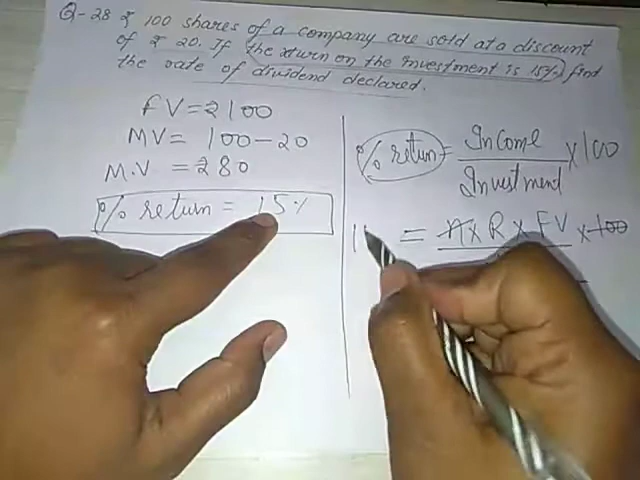 Q-28 ₹ 100 shares of a company are sold at a discount
of ₹ 20. If the return on the investment is 15%. find
the rate of dividend declared.
FV = ₹100
MV = 100 - 20
M.V = ₹80
% return = 15%
% return = Income / Investment × 100
= n × R × FV × 100